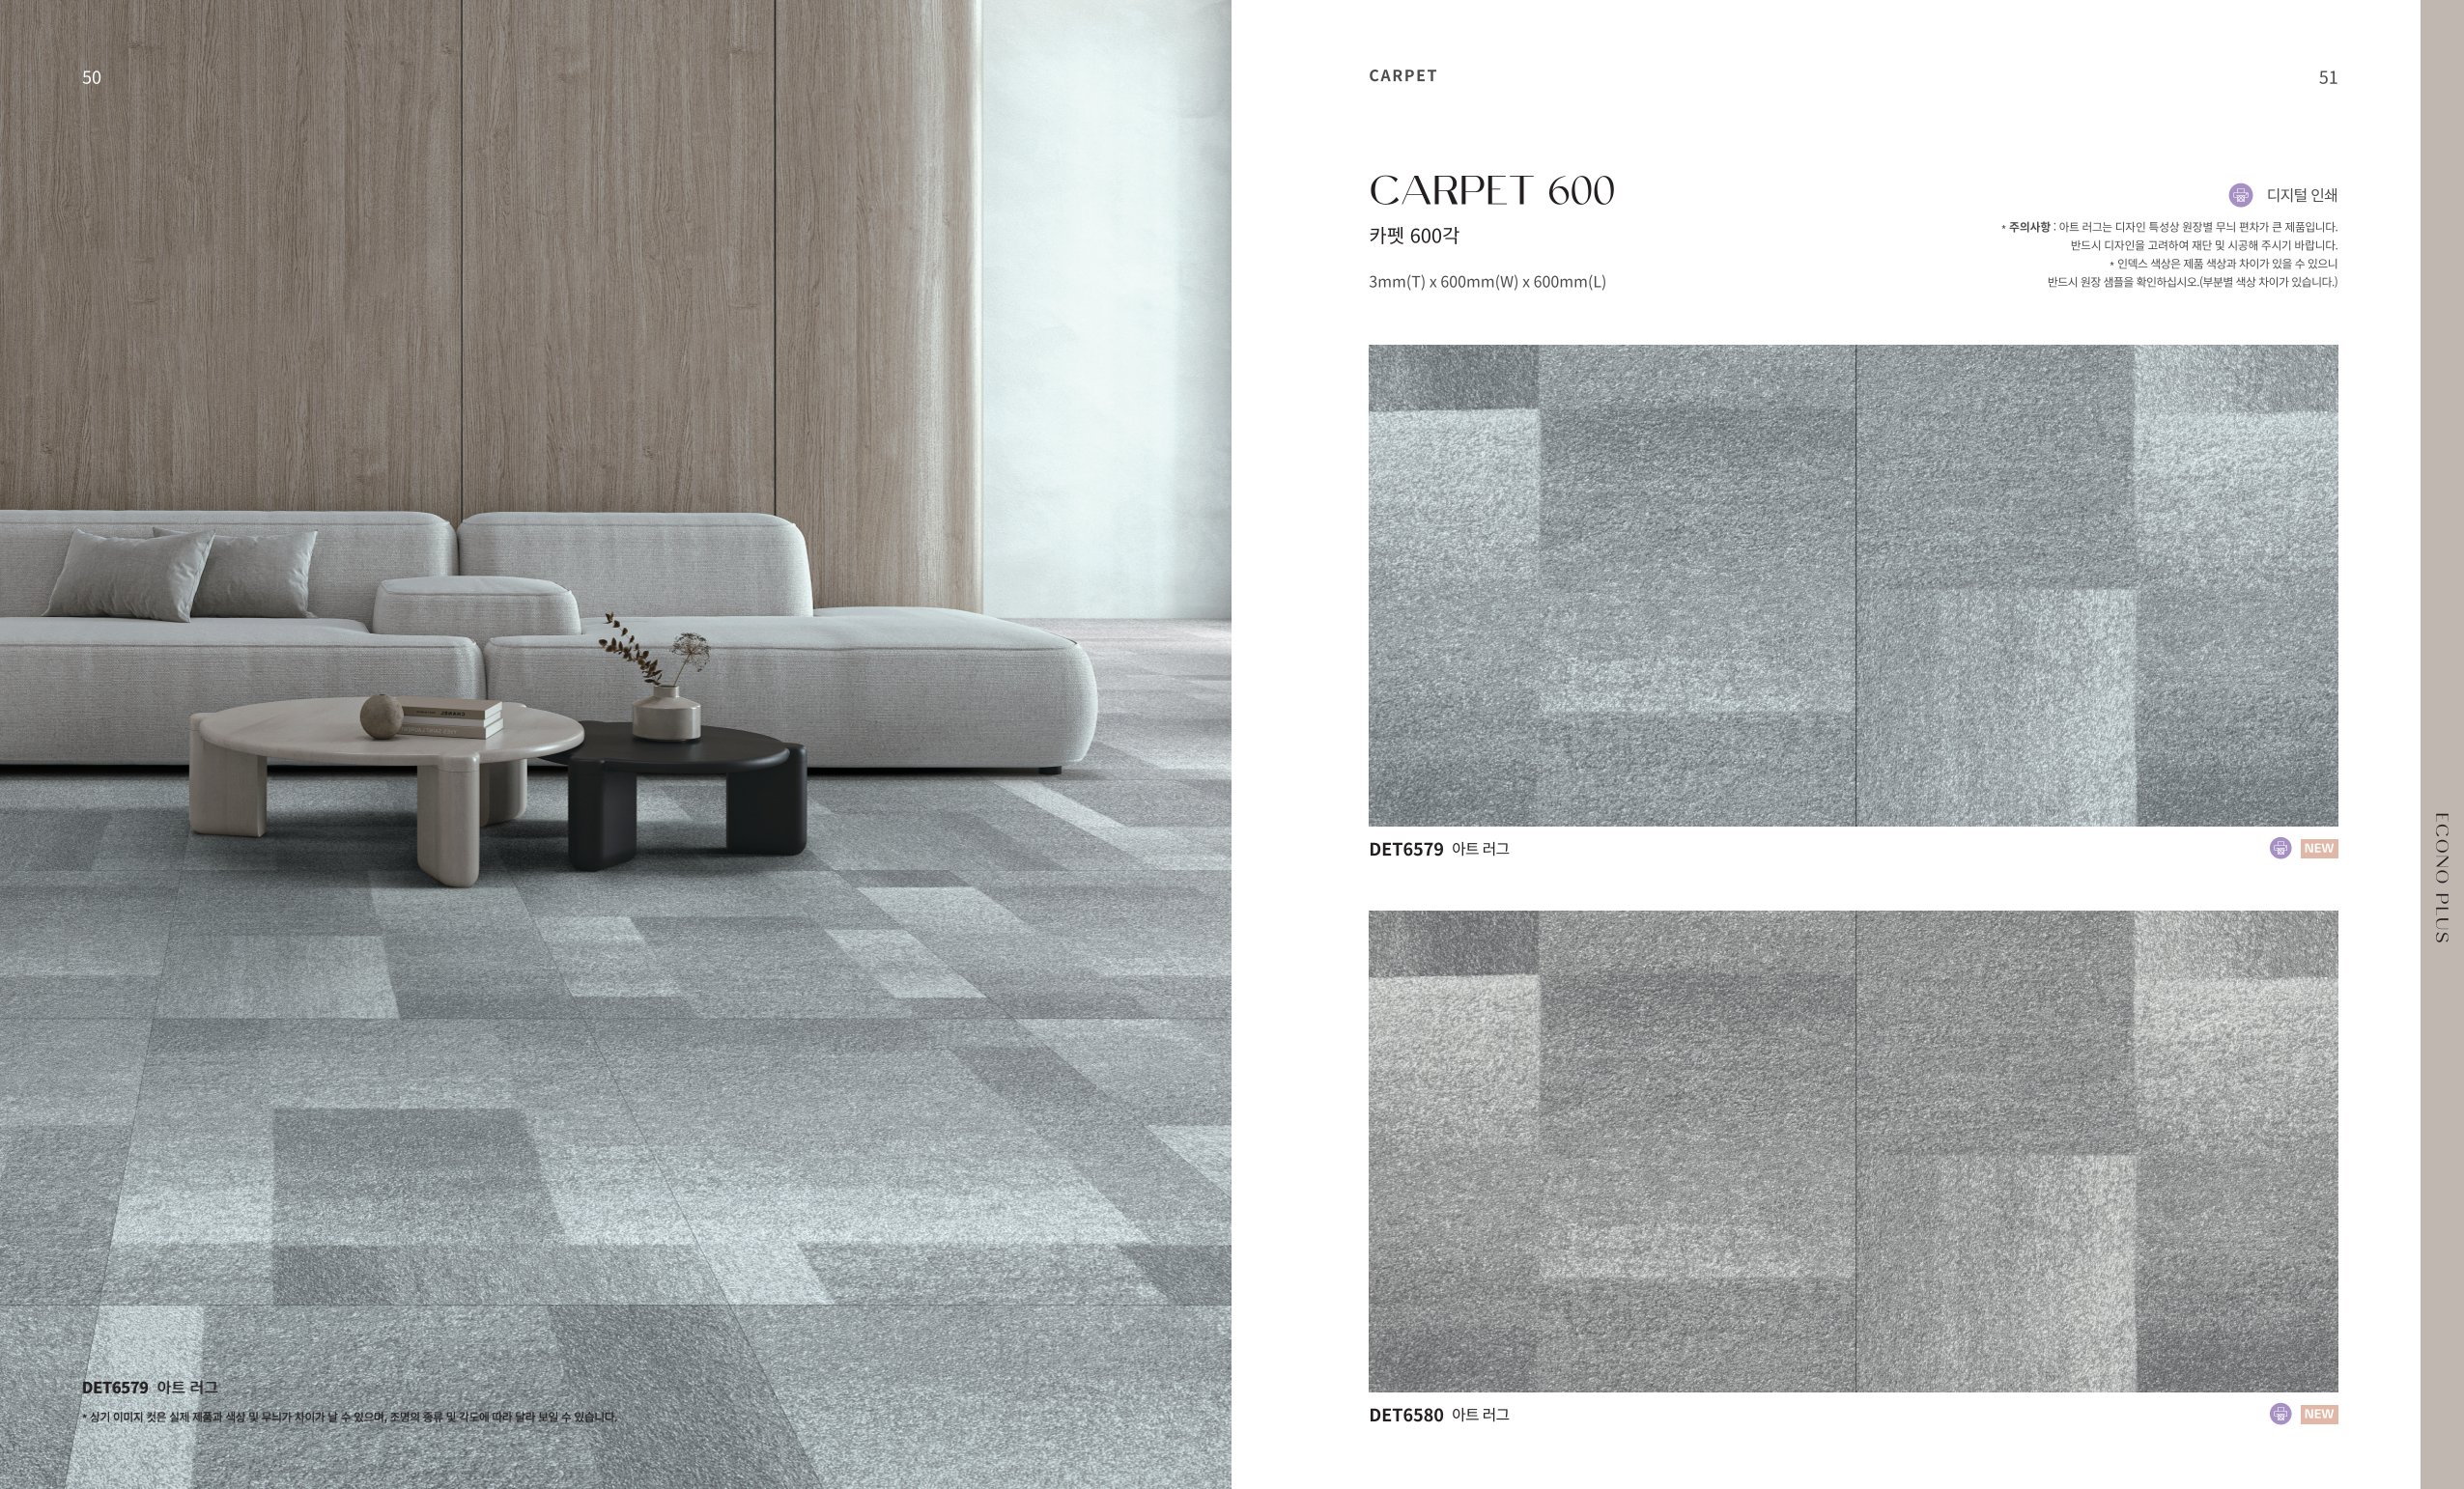 50
DET6579 아트 러그
* 상기 이미지 컷은 실제 제품과 색상 및 무늬가 차이가 날 수 있으며, 조명의 종류 및 각도에 따라 달라 보일 수 있습니다.
CARPET
51
CARPET 600
카펫 600각
3mm(T) x 600mm(W) x 600mm(L)
디지털 인쇄
* 주의사항 : 아트 러그는 디자인 특성상 원장별 무늬 편차가 큰 제품입니다.
반드시 디자인을 고려하여 재단 및 시공해 주시기 바랍니다.
* 인덱스 색상은 제품 색상과 차이가 있을 수 있으니
반드시 원장 샘플을 확인하십시오.(부분별 색상 차이가 있습니다.)
DET6579 아트 러그
NEW
DET6580 아트 러그
NEW
ECONO PLUS